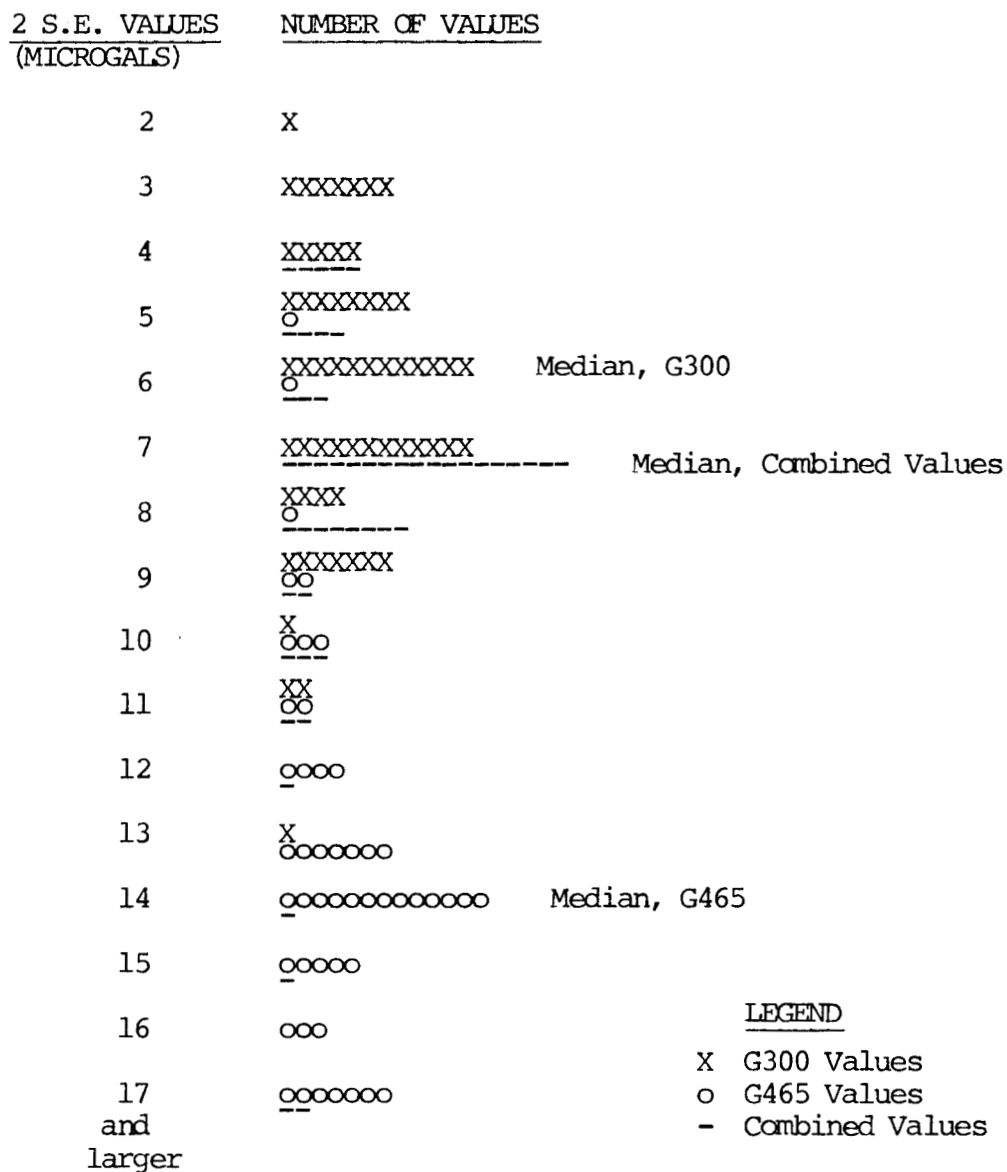 2 S.E. VALUES NUMBER OF VALUES
(MICROGALS)
2 X
3 XXXXXXX
4 XXXXX
-----
XXXXXXXX
5 o
----
XXXXXXXXXXXX Median, G300
6 o
---
7 XXXXXXXXXXXX
------------------ Median, Combined Values
XXXX
8 o
--------
XXXXXXX
9 oo
--
X
10 ooo
---
XX
11 oo
--
12 oooo
-
13 X
ooooooo
14 ooooooooooooo Median, G465
-
15 ooooo
-
16 ooo
17 ooooooo
--
and
larger
LEGEND
X G300 Values
o G465 Values
- Combined Values